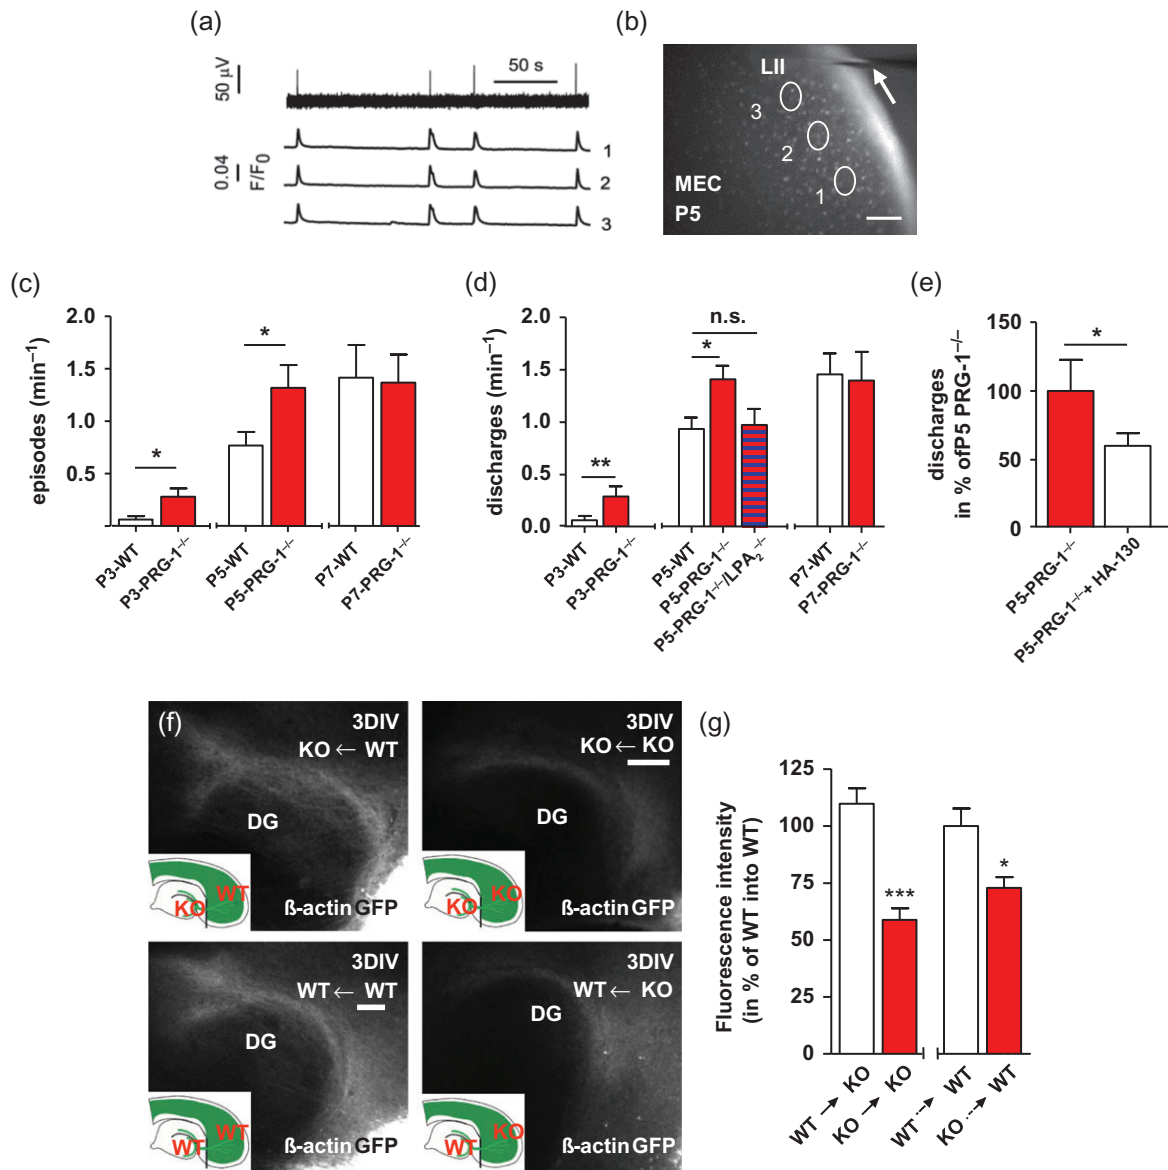 (a)
50 µV
50 s
0.04
F/F0
1
2
3
(b)
LII
3
2
1
MEC
P5
(c)
episodes (min−1)
2.0
1.5
1.0
0.5
*
*
P3-WT
P3-PRG-1−/−
P5-WT
P5-PRG-1−/−
P7-WT
P7-PRG-1−/−
(d)
discharges (min−1)
2.0
1.5
1.0
0.5
0.0
**
n.s.
*
P3-WT
P3-PRG-1−/−
P5-WT
P5-PRG-1−/−
P5-PRG-1−/−/LPA2−/−
P7-WT
P7-PRG-1−/−
(e)
discharges
in % ofP5 PRG-1−/−
150
100
50
0
*
P5-PRG-1−/−
P5-PRG-1−/−+ HA-130
(f)
3DIV
KO ← WT
DG
KO
WT
ß-actin GFP
3DIV
KO ← KO
DG
KO
KO
ß-actin GFP
3DIV
WT ← WT
DG
WT
WT
ß-actin GFP
3DIV
WT ← KO
DG
WT
KO
ß-actin GFP
(g)
Fluorescence intensity
(in % of WT into WT)
125
100
75
50
25
0
***
*
WT → KO
KO → KO
WT ⇢ WT
KO ⇢ WT